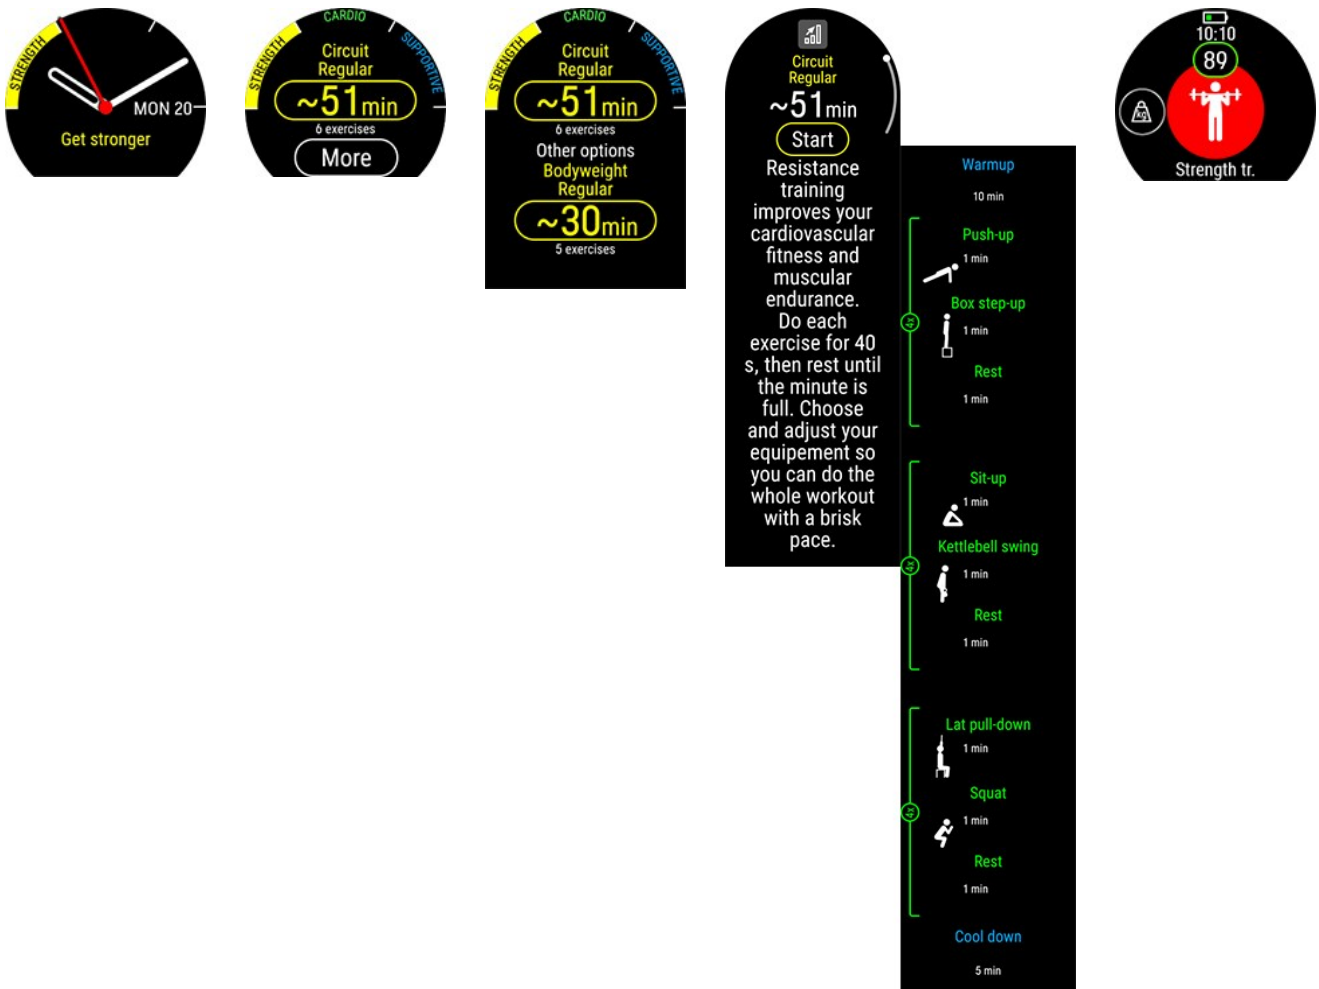 STRENGTH
MON 20
Get stronger
STRENGTH
CARDIO
SUPPORTIVE
Circuit
Regular
~51min
6 exercises
More
STRENGTH
CARDIO
SUPPORTIVE
Circuit
Regular
~51min
6 exercises
Other options
Bodyweight
Regular
~30min
5 exercises
Circuit
Regular
~51min
Start
Resistance
training
improves your
cardiovascular
fitness and
muscular
endurance.
Do each
exercise for 40
s, then rest until
the minute is
full. Choose
and adjust your
equipement so
you can do the
whole workout
with a brisk
pace.
Warmup
10 min
Push-up
1 min
Box step-up
1 min
4x
Rest
1 min
Sit-up
1 min
Kettlebell swing
4x
1 min
Rest
1 min
Lat pull-down
1 min
Squat
4x
1 min
Rest
1 min
Cool down
5 min
10:10
89
kg
Strength tr.